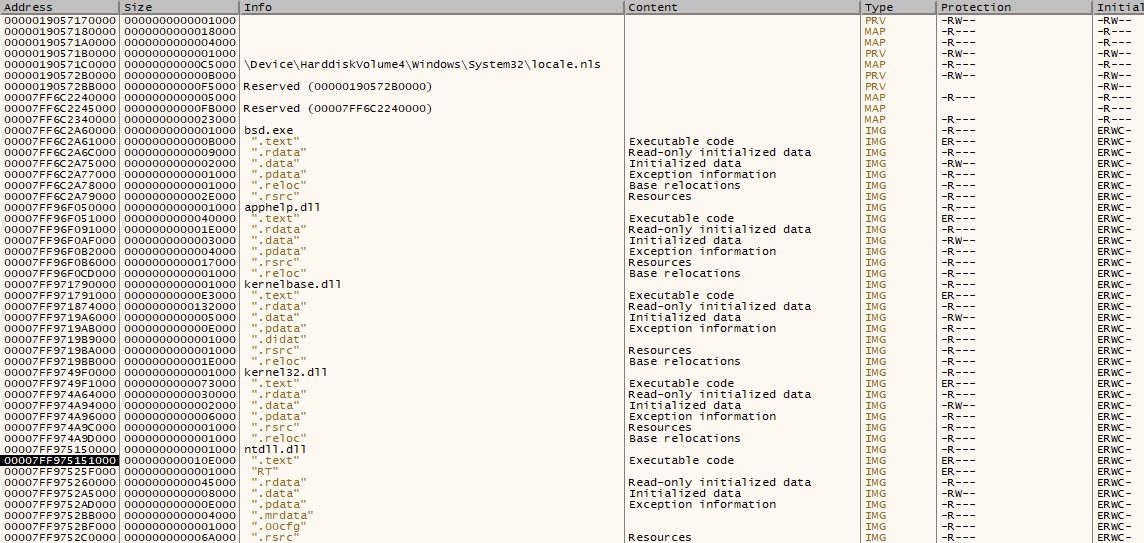 Address Size Info Content Type Protection Initial
0000019057170000 0000000000001000 PRV -RW-- -RW--
0000019057180000 0000000000018000 MAP -R--- -R---
00000190571A0000 0000000000004000 MAP -R--- -R---
00000190571B0000 0000000000001000 PRV -RW-- -RW--
00000190571C0000 00000000000C5000 \Device\HarddiskVolume4\Windows\System32\locale.nls MAP -R--- -R---
00000190572B0000 000000000000B000 PRV -RW-- -RW--
00000190572BB000 00000000000F5000 Reserved (00000190572B0000) PRV -RW--
00007FF6C2240000 0000000000005000 MAP -R--- -R---
00007FF6C2245000 00000000000FB000 Reserved (00007FF6C2240000) MAP -R---
00007FF6C2340000 0000000000023000 MAP -R--- -R---
00007FF6C2A60000 0000000000001000 bsd.exe IMG -R--- ERWC-
00007FF6C2A61000 000000000000B000 ".text" Executable code IMG ER--- ERWC-
00007FF6C2A6C000 0000000000009000 ".rdata" Read-only initialized data IMG -R--- ERWC-
00007FF6C2A75000 0000000000002000 ".data" Initialized data IMG -RW-- ERWC-
00007FF6C2A77000 0000000000001000 ".pdata" Exception information IMG -R--- ERWC-
00007FF6C2A78000 0000000000001000 ".reloc" Base relocations IMG -R--- ERWC-
00007FF6C2A79000 000000000002E000 ".rsrc" Resources IMG -R--- ERWC-
00007FF96F050000 0000000000001000 apphelp.dll IMG -R--- ERWC-
00007FF96F051000 0000000000040000 ".text" Executable code IMG ER--- ERWC-
00007FF96F091000 000000000001E000 ".rdata" Read-only initialized data IMG -R--- ERWC-
00007FF96F0AF000 0000000000003000 ".data" Initialized data IMG -RW-- ERWC-
00007FF96F0B2000 0000000000004000 ".pdata" Exception information IMG -R--- ERWC-
00007FF96F0B6000 0000000000017000 ".rsrc" Resources IMG -R--- ERWC-
00007FF96F0CD000 0000000000001000 ".reloc" Base relocations IMG -R--- ERWC-
00007FF971790000 0000000000001000 kernelbase.dll IMG -R--- ERWC-
00007FF971791000 00000000000E3000 ".text" Executable code IMG ER--- ERWC-
00007FF971874000 0000000000132000 ".rdata" Read-only initialized data IMG -R--- ERWC-
00007FF9719A6000 0000000000005000 ".data" Initialized data IMG -RW-- ERWC-
00007FF9719AB000 000000000000E000 ".pdata" Exception information IMG -R--- ERWC-
00007FF9719B9000 0000000000001000 ".didat" IMG -R--- ERWC-
00007FF9719BA000 0000000000001000 ".rsrc" Resources IMG -R--- ERWC-
00007FF9719BB000 000000000001E000 ".reloc" Base relocations IMG -R--- ERWC-
00007FF9749F0000 0000000000001000 kernel32.dll IMG -R--- ERWC-
00007FF9749F1000 0000000000073000 ".text" Executable code IMG ER--- ERWC-
00007FF974A64000 0000000000030000 ".rdata" Read-only initialized data IMG -R--- ERWC-
00007FF974A94000 0000000000002000 ".data" Initialized data IMG -RW-- ERWC-
00007FF974A96000 0000000000006000 ".pdata" Exception information IMG -R--- ERWC-
00007FF974A9C000 0000000000001000 ".rsrc" Resources IMG -R--- ERWC-
00007FF974A9D000 0000000000001000 ".reloc" Base relocations IMG -R--- ERWC-
00007FF975150000 0000000000001000 ntdll.dll IMG -R--- ERWC-
00007FF975151000 000000000010E000 ".text" Executable code IMG ER--- ERWC-
00007FF97525F000 0000000000001000 "RT" IMG ER--- ERWC-
00007FF975260000 0000000000045000 ".rdata" Read-only initialized data IMG -R--- ERWC-
00007FF9752A5000 0000000000008000 ".data" Initialized data IMG -RW-- ERWC-
00007FF9752AD000 000000000000E000 ".pdata" Exception information IMG -R--- ERWC-
00007FF9752BB000 0000000000004000 ".mrdata" IMG -R--- ERWC-
00007FF9752BF000 0000000000001000 ".00cfg" IMG -R--- ERWC-
00007FF9752C0000 000000000006A000 ".rsrc" Resources IMG -R--- ERWC-